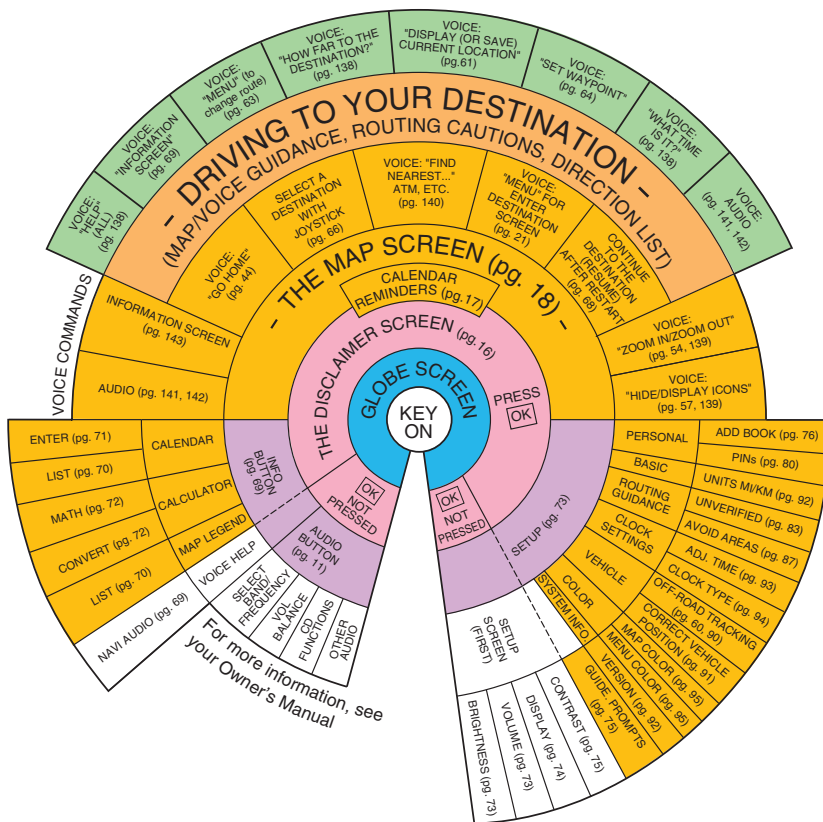 VOICE:
"HELP"
(ALL)
(pg. 138)
VOICE:
"INFORMATION
SCREEN"
(pg. 69)
VOICE:
"MENU" (to
change route)
(pg. 63)
VOICE:
"HOW FAR TO THE
DESTINATION?"
(pg. 138)
VOICE:
"DISPLAY (OR SAVE)
CURRENT LOCATION"
(pg.61)
VOICE:
"SET WAYPOINT"
(pg. 64)
VOICE:
"WHAT TIME
IS IT?"
(pg. 138)
VOICE:
AUDIO
(pg. 141, 142)
- DRIVING TO YOUR DESTINATION -
(MAP/VOICE GUIDANCE, ROUTING CAUTIONS, DIRECTION LIST)
VOICE COMMANDS
AUDIO (pg. 141, 142)
INFORMATION SCREEN
(pg. 143)
VOICE:
"GO HOME"
(pg. 44)
SELECT A
DESTINATION
WITH
JOYSTICK
(pg. 66)
VOICE: "FIND
NEAREST..."
ATM, ETC.
(pg. 140)
VOICE:
"MENU" FOR
ENTER
DESTINATION
SCREEN
(pg. 21)
CONTINUE
TO THE
DESTINATION
(RESUME)
AFTER RESTART
(pg. 68)
VOICE:
"ZOOM IN/ZOOM OUT"
(pg. 54, 139)
VOICE:
"HIDE/DISPLAY ICONS"
(pg. 57, 139)
- THE MAP SCREEN (pg. 18) -
CALENDAR
REMINDERS (pg.17)
THE DISCLAIMER SCREEN (pg.16)
PRESS
OK
GLOBE SCREEN
KEY
ON
OK
NOT
PRESSED
OK
NOT
PRESSED
INFO
BUTTON
(pg. 69)
AUDIO
BUTTON
(pg. 11)
CALENDAR
CALCULATOR
MAP LEGEND
VOICE HELP
ENTER (pg. 71)
LIST (pg. 70)
MATH (pg. 72)
CONVERT (pg. 72)
LIST (pg. 70)
NAVI AUDIO (pg. 69)
SELECT
BAND/
FREQUENCY
VOL
BALANCE
CD
FUNCTIONS
OTHER
AUDIO
For more information, see
your Owner's Manual
SETUP (pg. 73)
PERSONAL
BASIC
ROUTING
GUIDANCE
CLOCK
SETTINGS
VEHICLE
COLOR
SYSTEM INFO
ADD BOOK (pg. 76)
PINs (pg. 80)
UNITS MI/KM (pg. 92)
UNVERIFIED (pg. 83)
AVOID AREAS (pg. 87)
ADJ. TIME (pg. 93)
CLOCK TYPE (pg. 94)
OFF-ROAD TRACKING
(pg. 60, 90)
CORRECT VEHICLE
POSITION (pg. 91)
MAP COLOR (pg. 95)
MENU COLOR (pg. 95)
VERSION (pg. 92)
GUIDE. PROMPTS
(pg. 75)
SETUP
SCREEN
(FIRST)
CONTRAST (pg. 75)
DISPLAY (pg. 74)
VOLUME (pg. 73)
BRIGHTNESS (pg. 73)